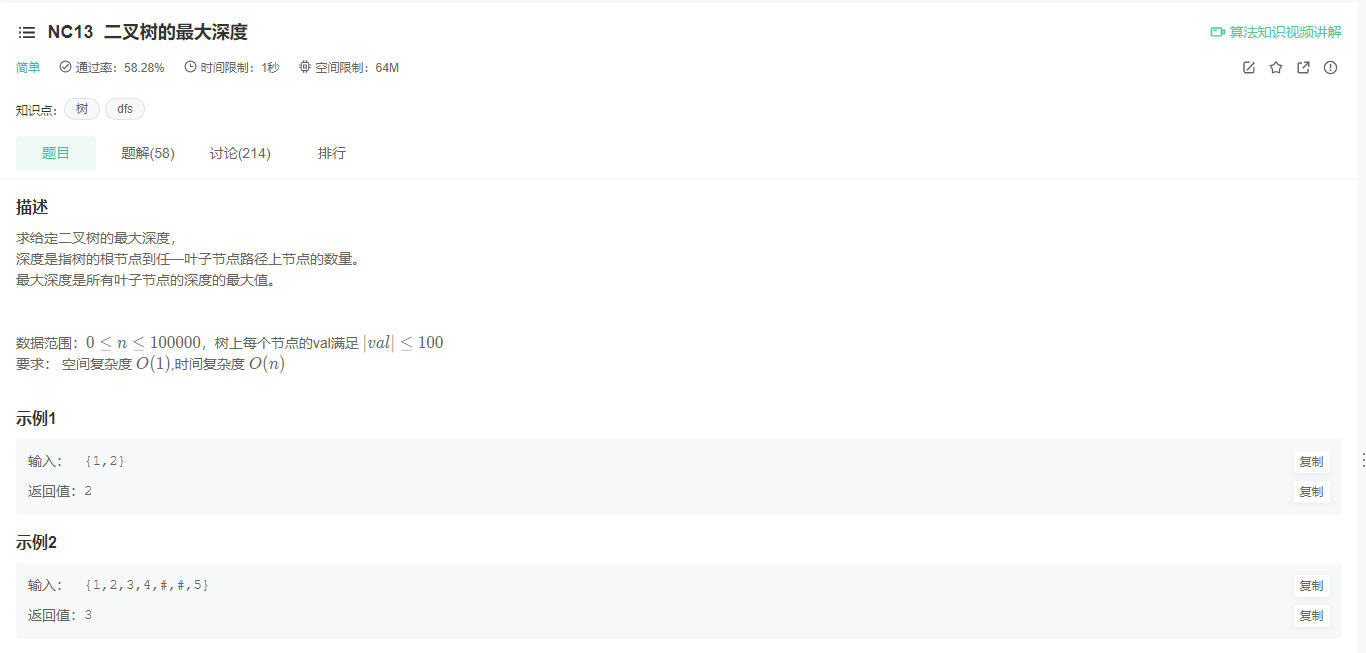 NC13 二叉树的最大深度
算法知识视频讲解
简单 通过率：58.28% 时间限制：1秒 空间限制：64M
知识点： 树 dfs
题目 题解(58) 讨论(214) 排行
描述
求给定二叉树的最大深度，
深度是指树的根节点到任一叶子节点路径上节点的数量。
最大深度是所有叶子节点的深度的最大值。
数据范围：0 ≤ n ≤ 100000，树上每个节点的val满足 |val| ≤ 100
要求： 空间复杂度 O(1),时间复杂度 O(n)
示例1
输入： {1,2} 复制
返回值：2 复制
示例2
输入： {1,2,3,4,#,#,5} 复制
返回值：3 复制